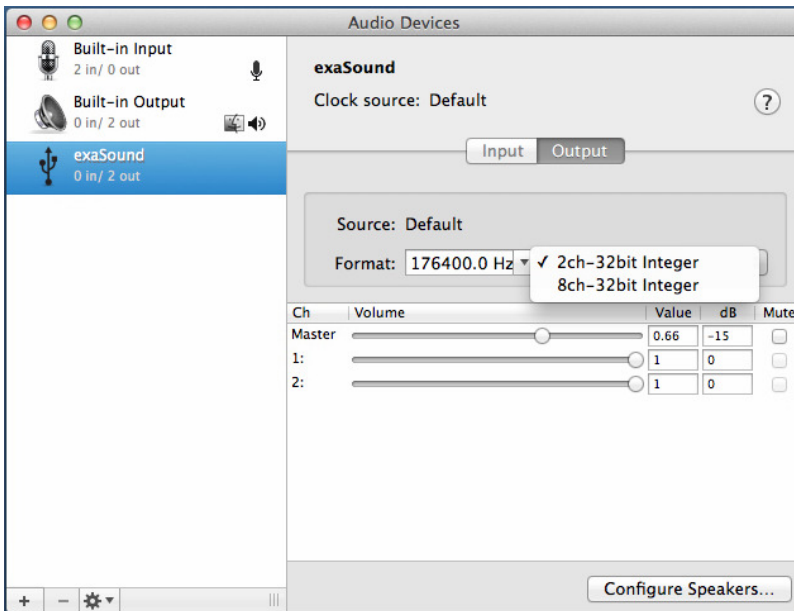 Audio Devices
Built-in Input
2 in/ 0 out
Built-in Output
0 in/ 2 out
exaSound
0 in/ 2 out
exaSound
Clock source: Default
?
Input Output
Source: Default
Format: 176400.0 Hz ✓ 2ch-32bit Integer
8ch-32bit Integer
Ch Volume Value dB Mute
Master 0.66 -15
1: 1 0
2: 1 0
+ −
Configure Speakers...